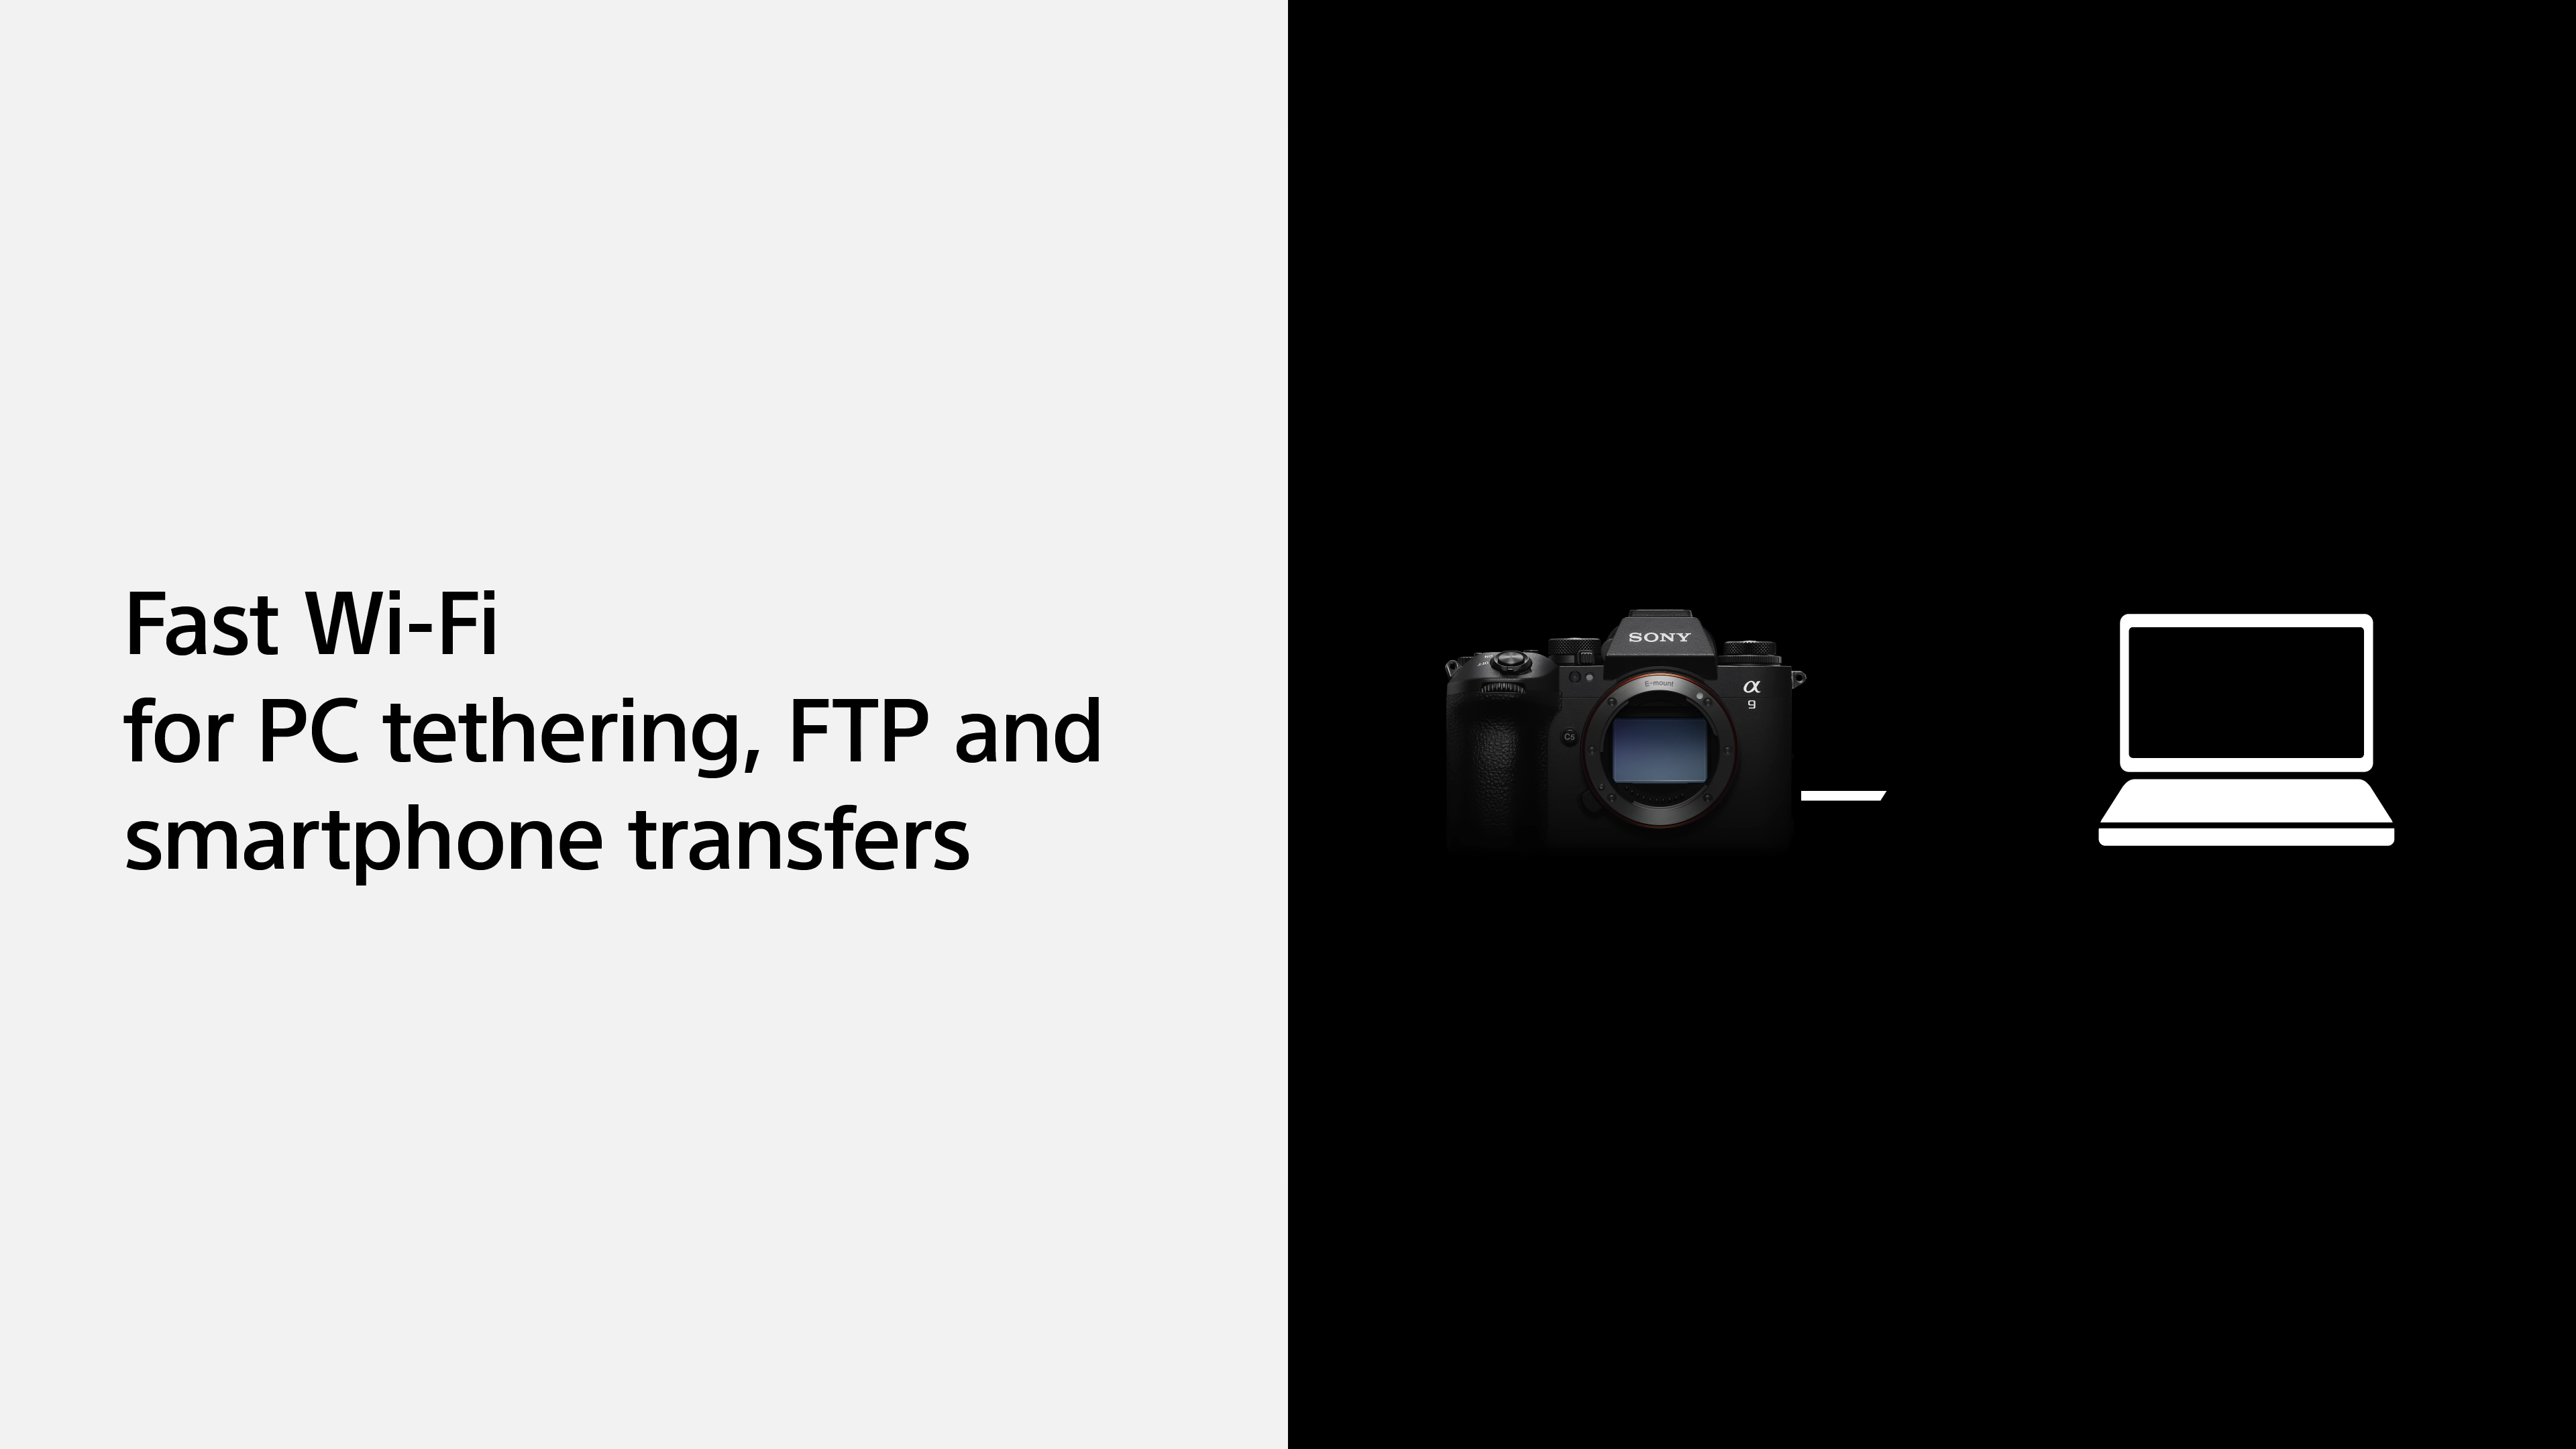 Fast Wi-Fi
for PC tethering, FTP and
smartphone transfers
SONY
E-mount
α
9
C5